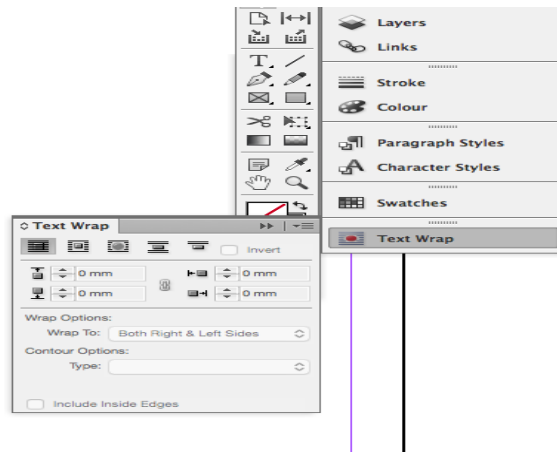 Layers
Links
Stroke
Colour
Paragraph Styles
Character Styles
Swatches
Text Wrap
Text Wrap
Invert
0 mm 0 mm
0 mm 0 mm
Wrap Options:
Wrap To: Both Right & Left Sides
Contour Options:
Type:
Include Inside Edges